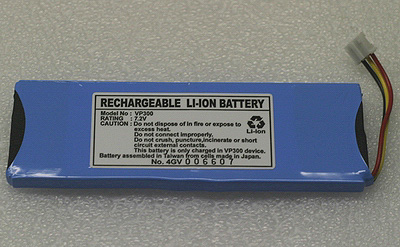 RECHARGEABLE LI-ION BATTERY
Model No : VP300
RATING : 7.2V
CAUTION : Do not dispose of in fire or expose to
excess heat.
Do not connect improperly.
Do not crush, puncture,incinerate or short
circuit external contacts.
This battery is only charged in VP300 device.
Battery assembled in Taiwan from cells made in Japan.
No. 4GV 006607
Li-Ion